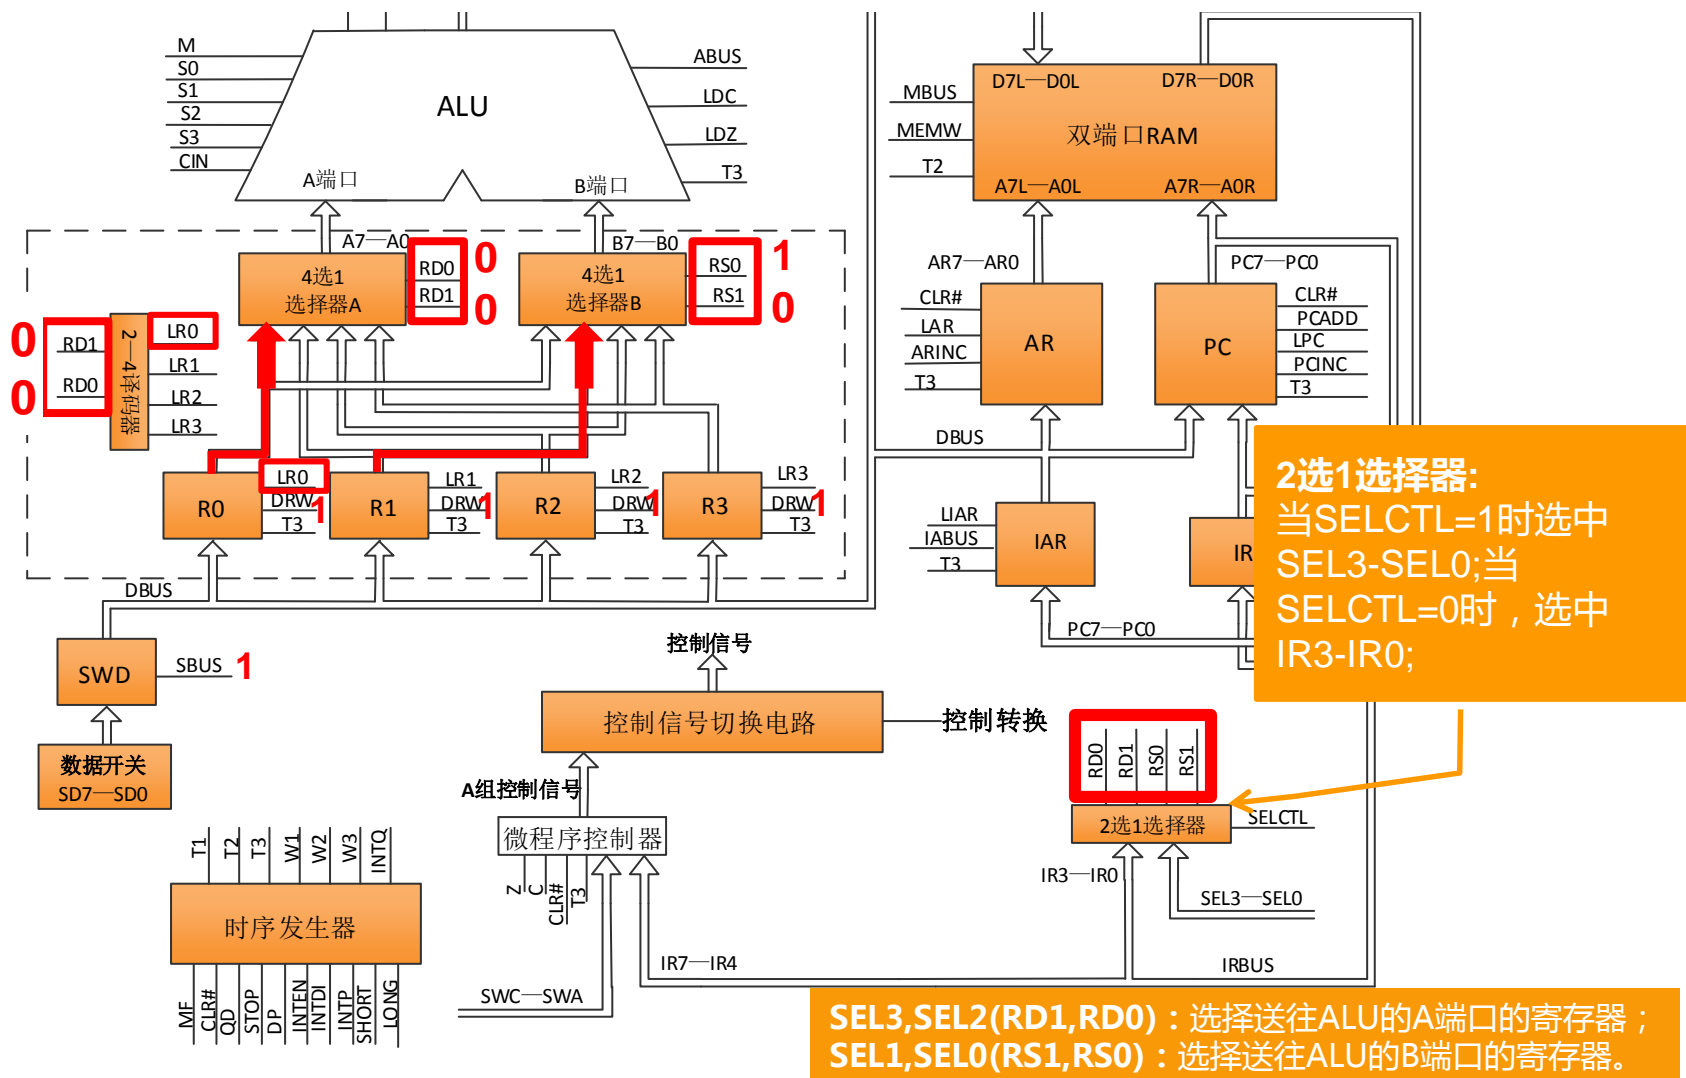 M
S0
S1
S2
S3
CIN
ALU
A端口
B端口
ABUS
LDC
LDZ
T3
MBUS
MEMW
T2
D7L—D0L
D7R—D0R
双端口RAM
A7L—A0L
A7R—A0R
A7—A0
B7—B0
4选1
选择器A
RD0
RD1
0
0
4选1
选择器B
RS0
RS1
1
0
0
0
RD1
RD0
2—4译码器
LR0
LR1
LR2
LR3
AR7—AR0
PC7—PC0
CLR#
LAR
ARINC
T3
AR
PC
CLR#
PCADD
LPC
PCINC
T3
DBUS
R0
LR0
DRW
1
T3
R1
LR1
DRW
1
T3
R2
LR2
DRW
1
T3
R3
LR3
DRW
1
T3
LIAR
IABUS
T3
IAR
IR
2选1选择器:
当SELCTL=1时选中
SEL3-SEL0;当
SELCTL=0时，选中
IR3-IR0;
DBUS
PC7—PC0
SWD
SBUS
1
数据开关
SD7—SD0
控制信号
控制信号切换电路
控制转换
A组控制信号
微程序控制器
Z
C
CLR#
T3
RD0
RD1
RS0
RS1
2选1选择器
SELCTL
IR3—IR0
SEL3—SEL0
T1
T2
T3
W1
W2
W3
INTQ
时序发生器
MF
CLR#
QD
STOP
DP
INTEN
INTDI
INTP
SHORT
LONG
SWC—SWA
IR7—IR4
IRBUS
SEL3,SEL2(RD1,RD0)：选择送往ALU的A端口的寄存器；
SEL1,SEL0(RS1,RS0)：选择送往ALU的B端口的寄存器。